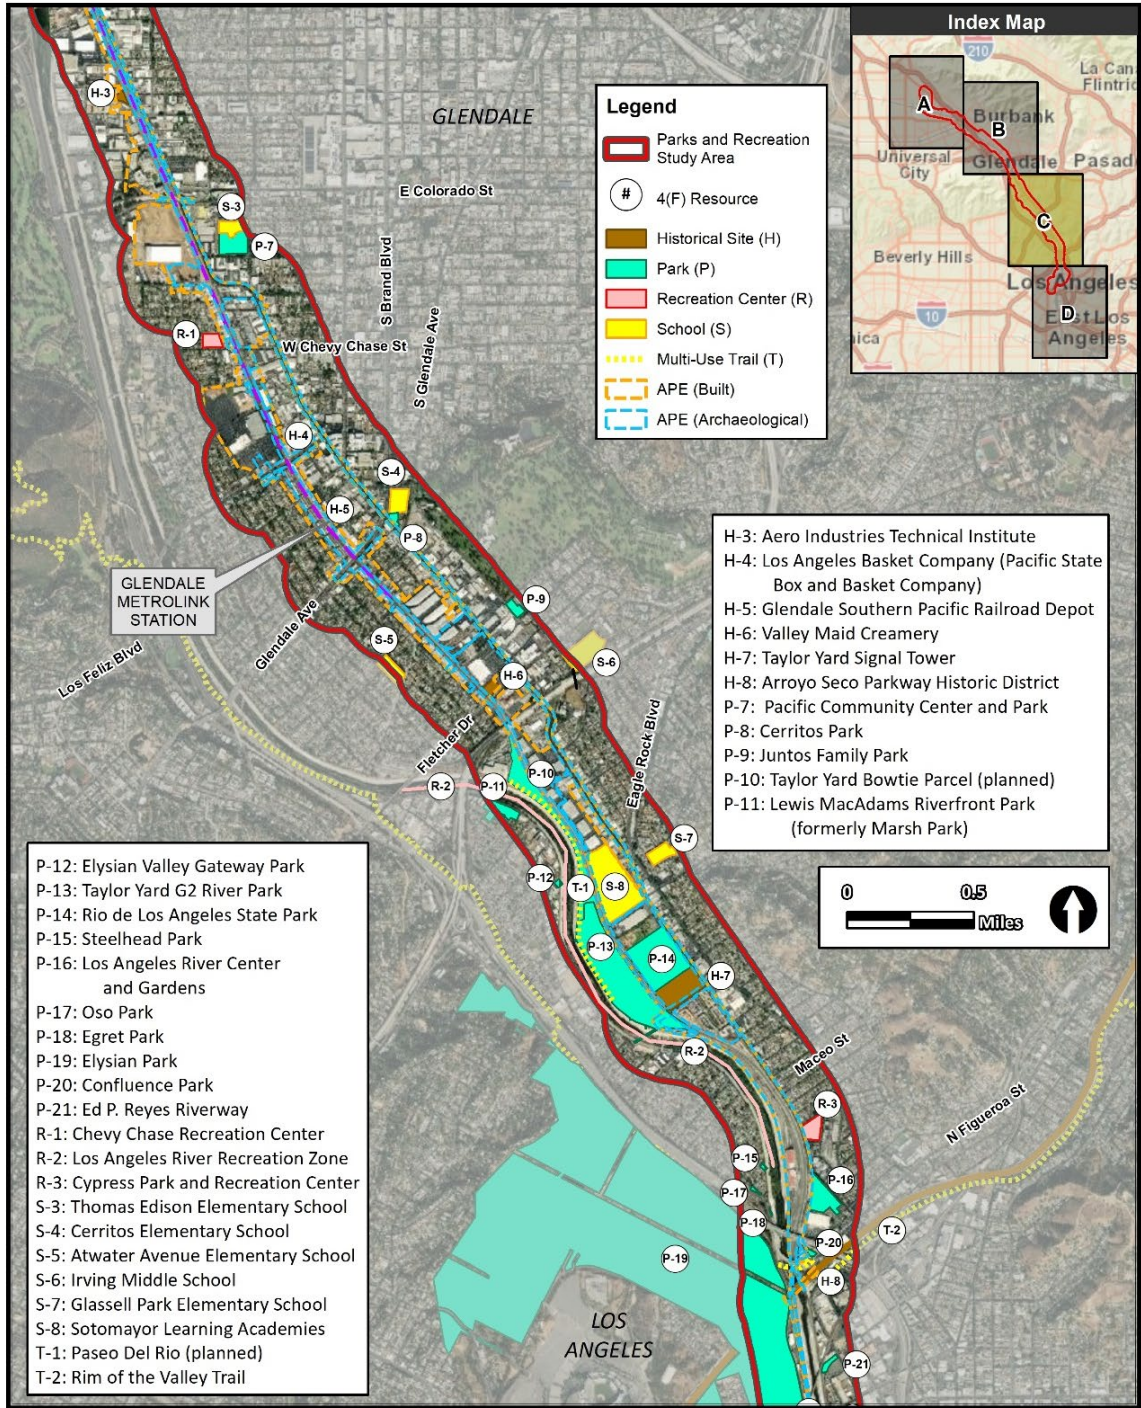 Index Map
210
La Can
Flintric
A
B
Burbank
Universal
City
Glendale
Pasad
C
Beverly Hills
Los Angeles
10
D
East Los
Angeles
ica
GLENDALE
Legend
Parks and Recreation
Study Area
# 4(F) Resource
Historical Site (H)
Park (P)
Recreation Center (R)
School (S)
Multi-Use Trail (T)
APE (Built)
APE (Archaeological)
H-3
E Colorado St
S-3
P-7
S Brand Blvd
R-1
W Chevy Chase St
S Glendale Ave
H-4
S-4
H-5
P-8
GLENDALE
METROLINK
STATION
P-9
Glendale Ave
S-5
S-6
Los Feliz Blvd
H-6
Fletcher Dr
Eagle Rock Blvd
P-10
R-2
P-11
S-7
P-12
T-1
S-8
P-13
P-14
H-7
R-2
Maceo St
R-3
N Figueroa St
P-15
P-16
P-17
P-18
T-2
P-20
P-19
H-8
LOS
ANGELES
P-21
H-3: Aero Industries Technical Institute
H-4: Los Angeles Basket Company (Pacific State
Box and Basket Company)
H-5: Glendale Southern Pacific Railroad Depot
H-6: Valley Maid Creamery
H-7: Taylor Yard Signal Tower
H-8: Arroyo Seco Parkway Historic District
P-7: Pacific Community Center and Park
P-8: Cerritos Park
P-9: Juntos Family Park
P-10: Taylor Yard Bowtie Parcel (planned)
P-11: Lewis MacAdams Riverfront Park
(formerly Marsh Park)
0 0.5
Miles
P-12: Elysian Valley Gateway Park
P-13: Taylor Yard G2 River Park
P-14: Rio de Los Angeles State Park
P-15: Steelhead Park
P-16: Los Angeles River Center
and Gardens
P-17: Oso Park
P-18: Egret Park
P-19: Elysian Park
P-20: Confluence Park
P-21: Ed P. Reyes Riverway
R-1: Chevy Chase Recreation Center
R-2: Los Angeles River Recreation Zone
R-3: Cypress Park and Recreation Center
S-3: Thomas Edison Elementary School
S-4: Cerritos Elementary School
S-5: Atwater Avenue Elementary School
S-6: Irving Middle School
S-7: Glassell Park Elementary School
S-8: Sotomayor Learning Academies
T-1: Paseo Del Rio (planned)
T-2: Rim of the Valley Trail